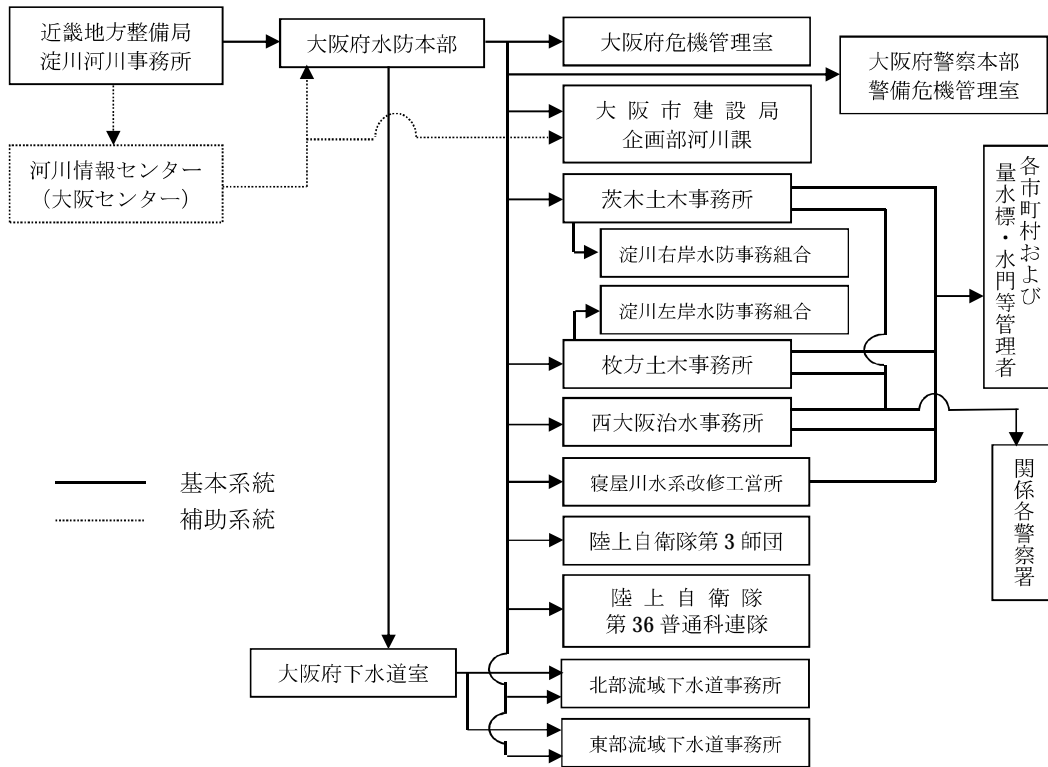 近畿地方整備局
淀川河川事務所
大阪府水防本部
大阪府危機管理室
大阪府警察本部
警備危機管理室
大阪市建設局
企画部河川課
河川情報センター
（大阪センター）
茨木土木事務所
淀川右岸水防事務組合
淀川左岸水防事務組合
枚方土木事務所
西大阪治水事務所
寝屋川水系改修工営所
陸上自衛隊第3師団
陸上自衛隊
第36普通科連隊
各市町村および
量水標・水門等管理者
関係各警察署
基本系統
補助系統
大阪府下水道室
北部流域下水道事務所
東部流域下水道事務所